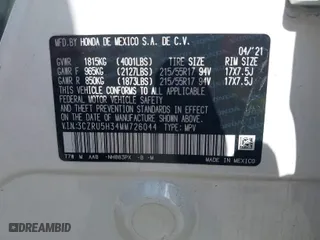 MFD.BY HONDA DE MEXICO S.A. DE C.V.
04/'21
GVWR 1815KG (4001LBS) TIRE SIZE RIM SIZE
GAWR F 965KG (2127LBS) 215/55R17 94V 17X7.5J
GAWR R 850KG (1873LBS) 215/55R17 94V 17X7.5J
THIS VEHICLE CONFORMS TO ALL APPLICABLE
FEDERAL MOTOR VEHICLE SAFETY AND THEFT
PREVENTION STANDARDS IN EFFECT ON THE DATE
OF MANUFACTURE SHOWN ABOVE.
V.I.N:3CZRU5H34MM726044 TYPE: MPV
MADE IN MEXICO